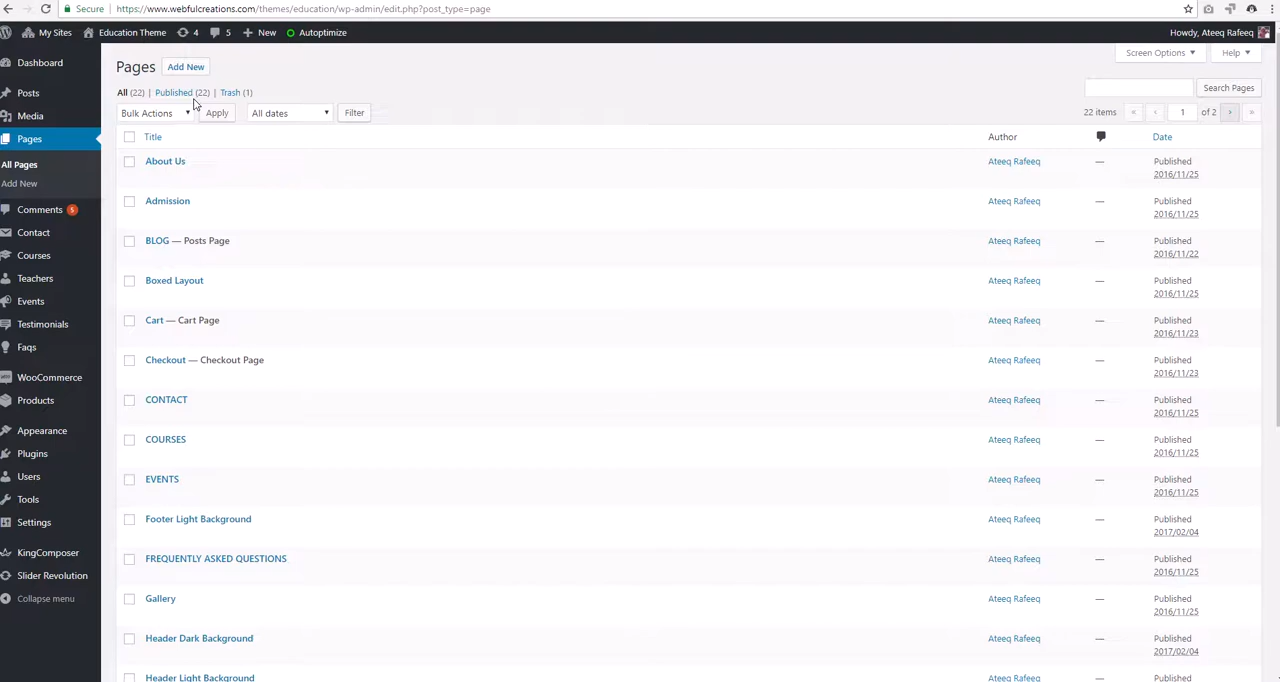 Secure https://www.webfulcreations.com/themes/education/wp-admin/edit.php?post_type=page
My Sites Education Theme 4 5 New Autoptimize Howdy, Ateeq Rafeeq
Screen Options Help
Dashboard
Posts
Media
Pages
All Pages
Add New
Comments 5
Contact
Courses
Teachers
Events
Testimonials
Faqs
WooCommerce
Products
Appearance
Plugins
Users
Tools
Settings
KingComposer
Slider Revolution
Collapse menu
Pages Add New
All (22) | Published (22) | Trash (1)
Search Pages
Bulk Actions Apply All dates Filter 22 items « ‹ 1 of 2 › »
Title Author Date
About Us Ateeq Rafeeq — Published
2016/11/25
Admission Ateeq Rafeeq — Published
2016/11/25
BLOG — Posts Page Ateeq Rafeeq — Published
2016/11/22
Boxed Layout Ateeq Rafeeq — Published
2016/11/25
Cart — Cart Page Ateeq Rafeeq — Published
2016/11/23
Checkout — Checkout Page Ateeq Rafeeq — Published
2016/11/23
CONTACT Ateeq Rafeeq — Published
2016/11/25
COURSES Ateeq Rafeeq — Published
2016/11/25
EVENTS Ateeq Rafeeq — Published
2016/11/25
Footer Light Background Ateeq Rafeeq — Published
2017/02/04
FREQUENTLY ASKED QUESTIONS Ateeq Rafeeq — Published
2016/11/25
Gallery Ateeq Rafeeq — Published
2016/11/25
Header Dark Background Ateeq Rafeeq — Published
2017/02/04
Header Light Background Ateeq Rafeeq — Published